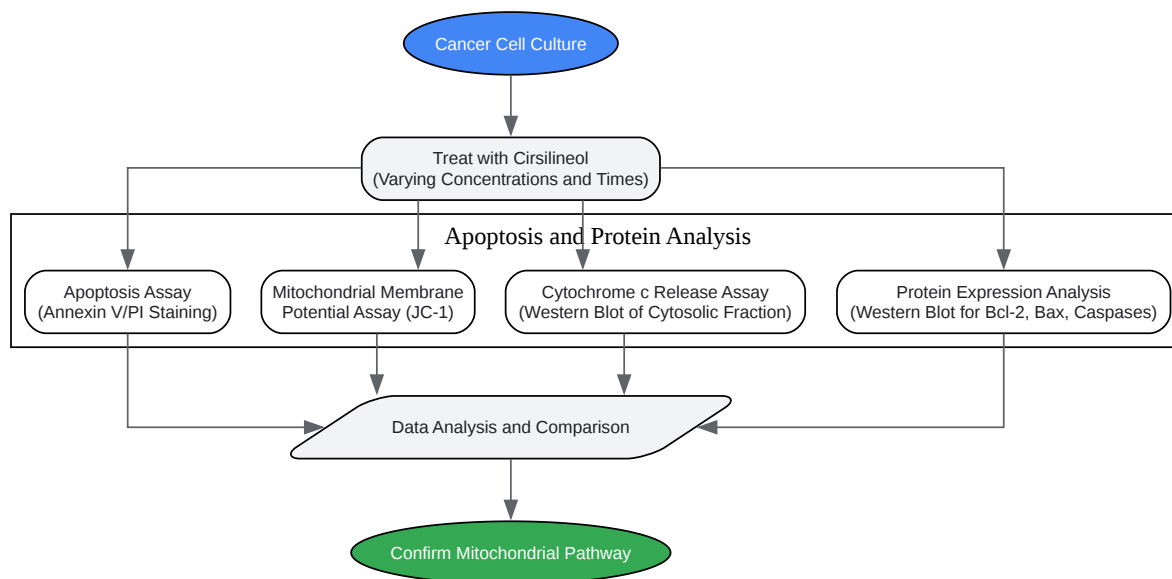 Cancer Cell Culture
Treat with Cirsilineol
(Varying Concentrations and Times)
Apoptosis and Protein Analysis
Apoptosis Assay
(Annexin V/PI Staining)
Mitochondrial Membrane
Potential Assay (JC-1)
Cytochrome c Release Assay
(Western Blot of Cytosolic Fraction)
Protein Expression Analysis
(Western Blot for Bcl-2, Bax, Caspases)
Data Analysis and Comparison
Confirm Mitochondrial Pathway